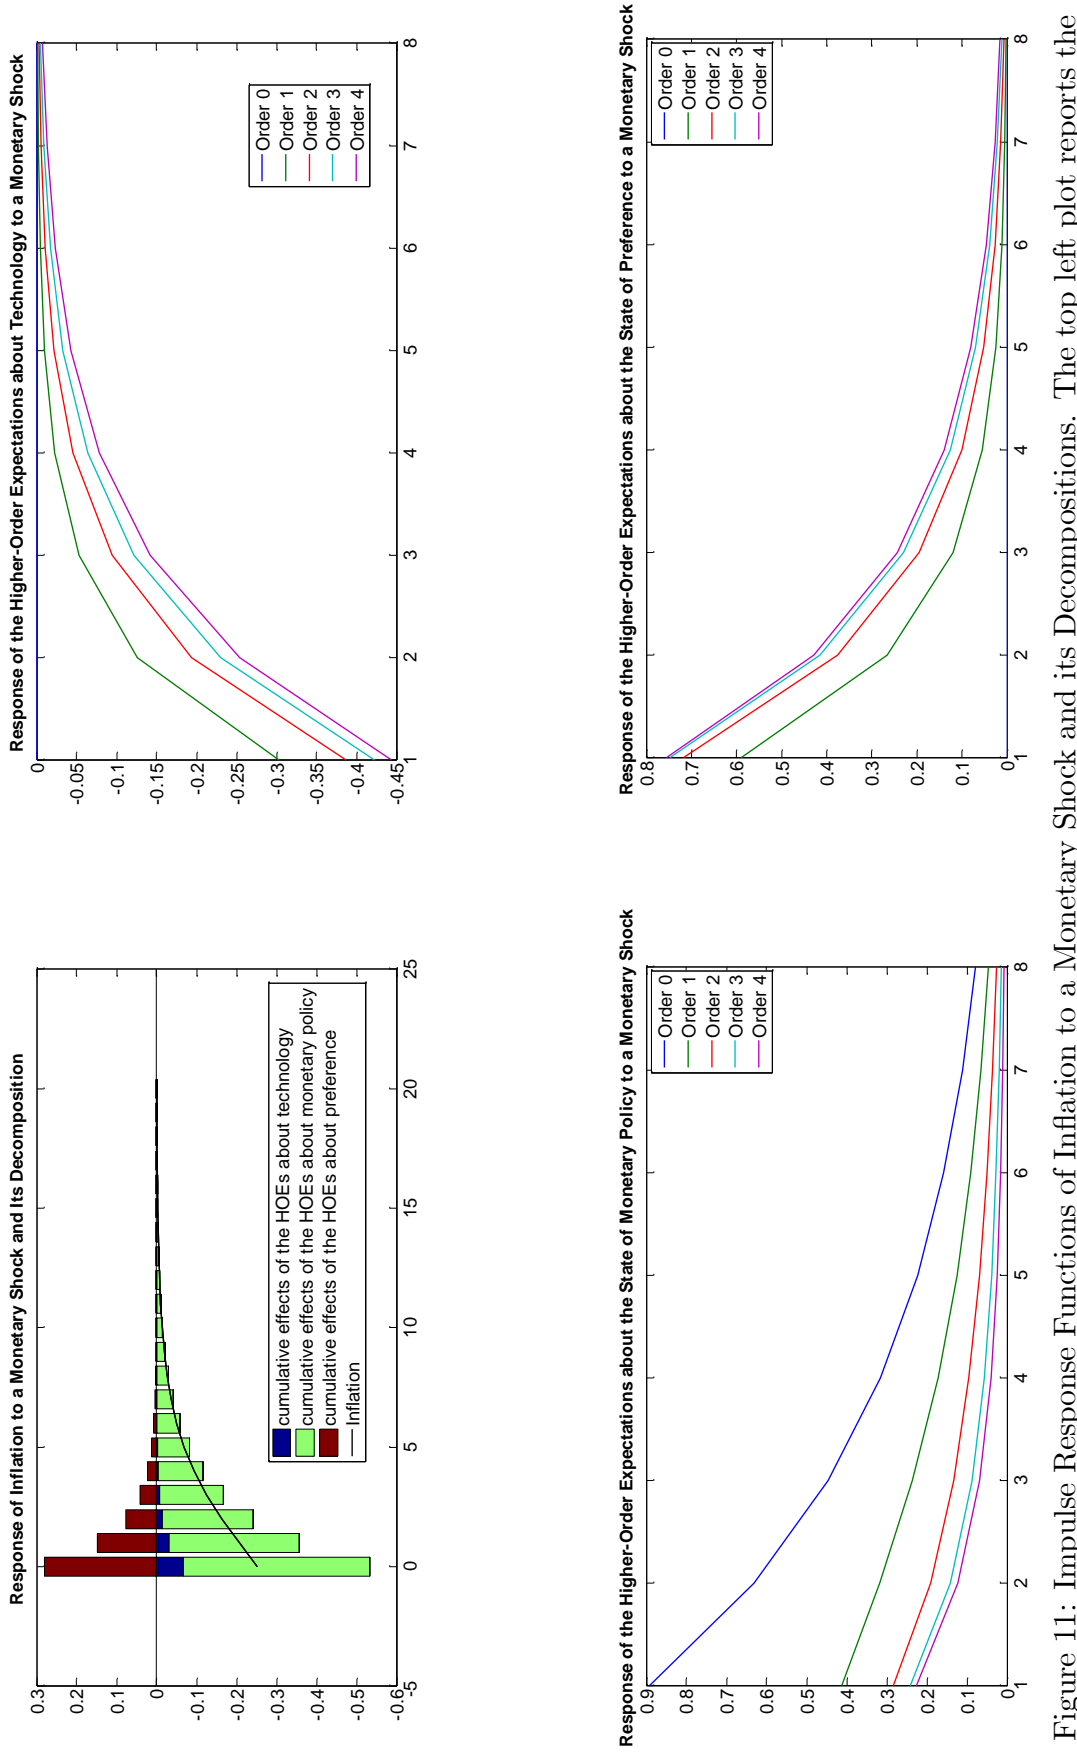 Response of Inflation to a Monetary Shock and Its Decomposition
0.3
0.2
0.1
0
-0.1
-0.2
-0.3
-0.4
-0.5
-0.6
-5
0
5
10
15
20
25
cumulative effects of the HOEs about technology
cumulative effects of the HOEs about monetary policy
cumulative effects of the HOEs about preference
Inflation
Response of the Higher-Order Expectations about Technology to a Monetary Shock
0
-0.05
-0.1
-0.15
-0.2
-0.25
-0.3
-0.35
-0.4
-0.45
1
2
3
4
5
6
7
8
Order 0
Order 1
Order 2
Order 3
Order 4
Response of the Higher-Order Expectations about the State of Monetary Policy to a Monetary Shock
0.9
0.8
0.7
0.6
0.5
0.4
0.3
0.2
0.1
0
1
2
3
4
5
6
7
8
Order 0
Order 1
Order 2
Order 3
Order 4
Response of the Higher-Order Expectations about the State of Preference to a Monetary Shock
0.8
0.7
0.6
0.5
0.4
0.3
0.2
0.1
0
1
2
3
4
5
6
7
8
Order 0
Order 1
Order 2
Order 3
Order 4
Figure 11: Impulse Response Functions of Inflation to a Monetary Shock and its Decompositions. The top left plot reports the